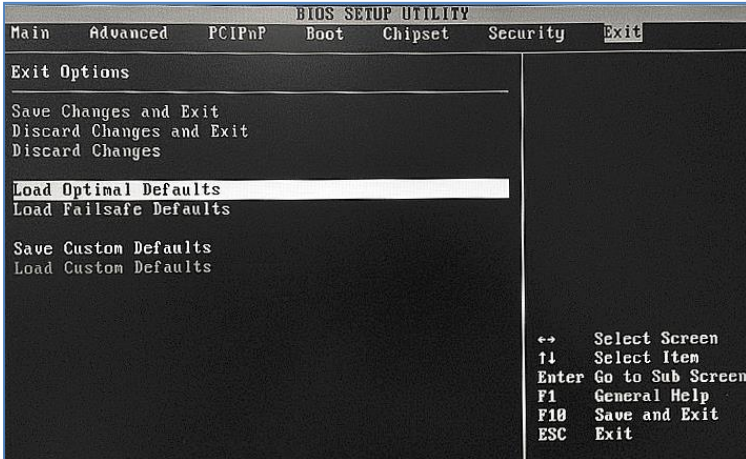 BIOS SETUP UTILITY
Main Advanced PCIPnP Boot Chipset Security Exit
Exit Options
Save Changes and Exit
Discard Changes and Exit
Discard Changes
Load Optimal Defaults
Load Failsafe Defaults
Save Custom Defaults
Load Custom Defaults
↔ Select Screen
↑↓ Select Item
Enter Go to Sub Screen
F1 General Help
F10 Save and Exit
ESC Exit